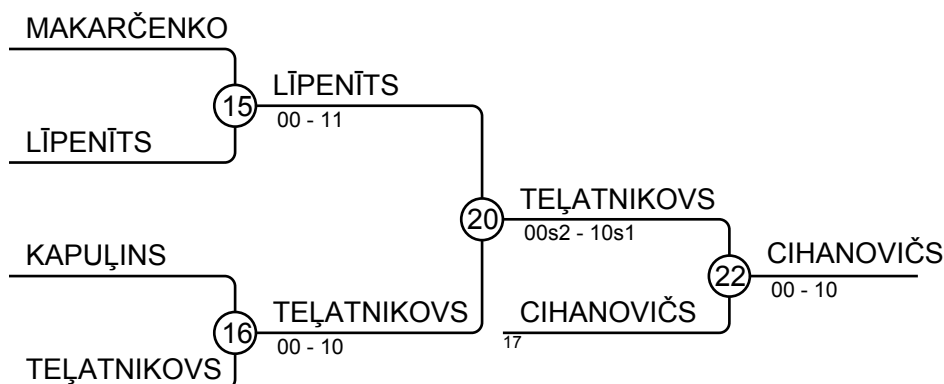 MAKARČENKO
15
LĪPENĪTS
00 - 11
LĪPENĪTS
20
TEĻATNIKOVS
00s2 - 10s1
KAPUĻINS
22
CIHANOVIČS
00 - 10
16
TEĻATNIKOVS
00 - 10
CIHANOVIČS
17
TEĻATNIKOVS